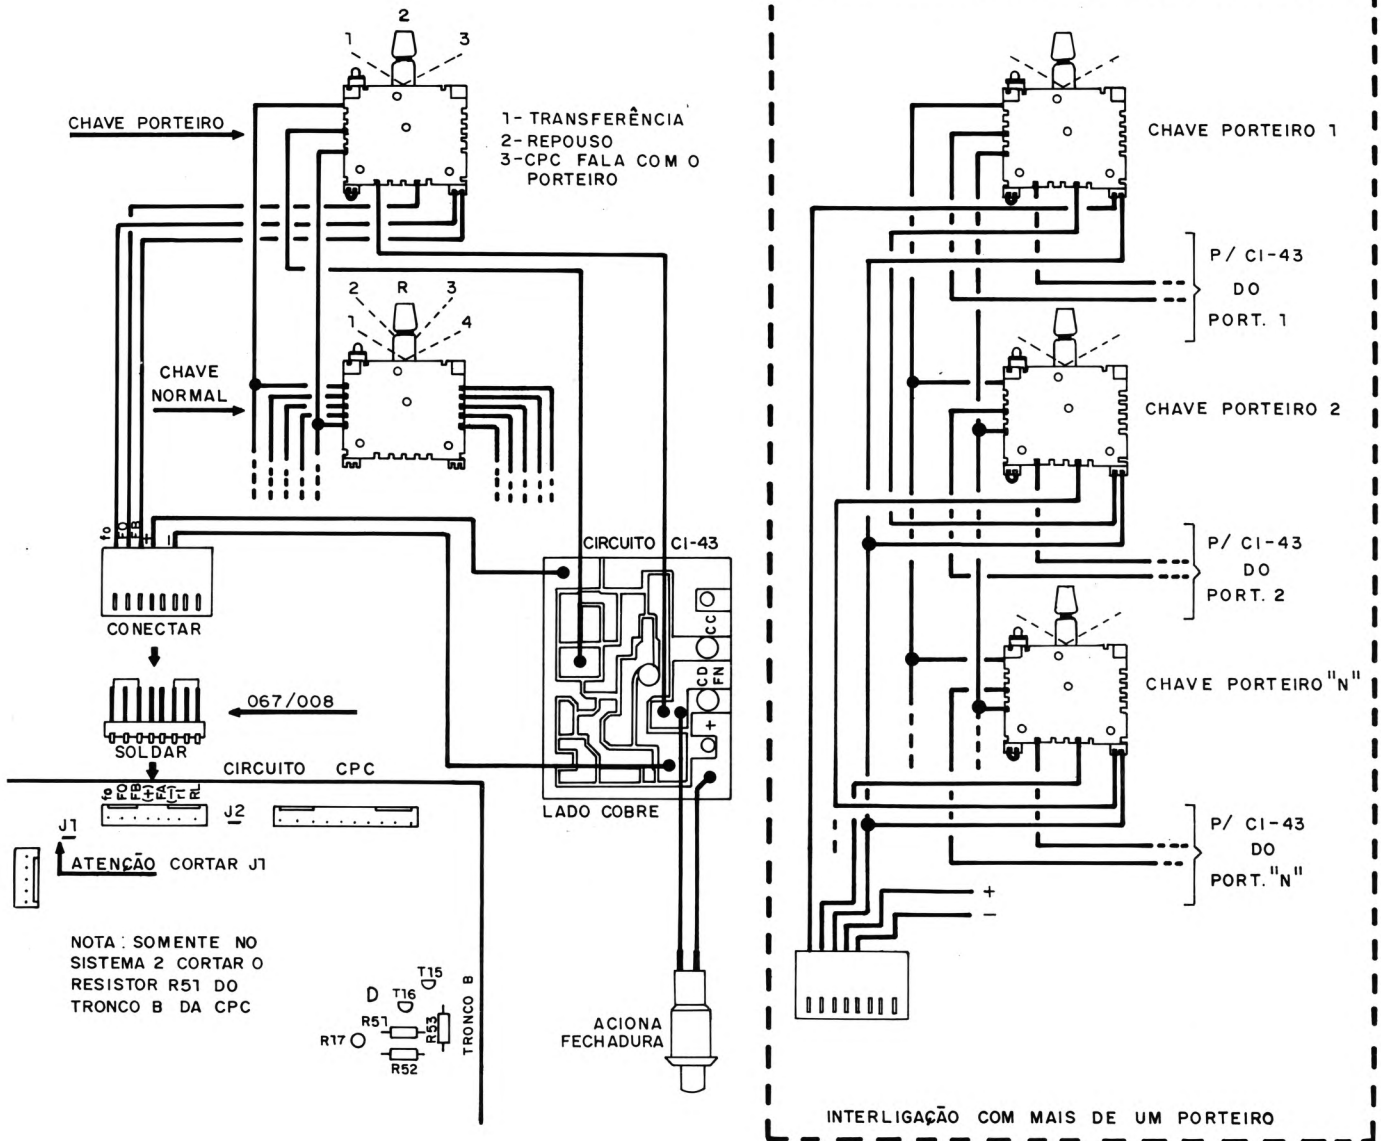 2
1
3
CHAVE PORTEIRO
1- TRANSFERÊNCIA
2- REPOUSO
3- CPC FALA COM O
PORTEIRO
2 R 3
1 4
CHAVE
NORMAL
fo
FO
FB
+
-
CONECTAR
067/008
SOLDAR
CIRCUITO CPC
fo
FO
FB
(+)
FA
(-)
rl
RL
J2
J1
ATENÇÃO CORTAR J1
NOTA: SOMENTE NO
SISTEMA 2 CORTAR O
RESISTOR R51 DO
TRONCO B DA CPC
T15
D T16
R51
R17
R53
R52
TRONCO B
CIRCUITO CI-43
CC
CD
FN
+
LADO COBRE
ACIONA
FECHADURA
CHAVE PORTEIRO 1
P/ CI-43
DO
PORT. 1
CHAVE PORTEIRO 2
P/ CI-43
DO
PORT. 2
CHAVE PORTEIRO "N"
P/ CI-43
DO
PORT. "N"
+
-
INTERLIGAÇÃO COM MAIS DE UM PORTEIRO